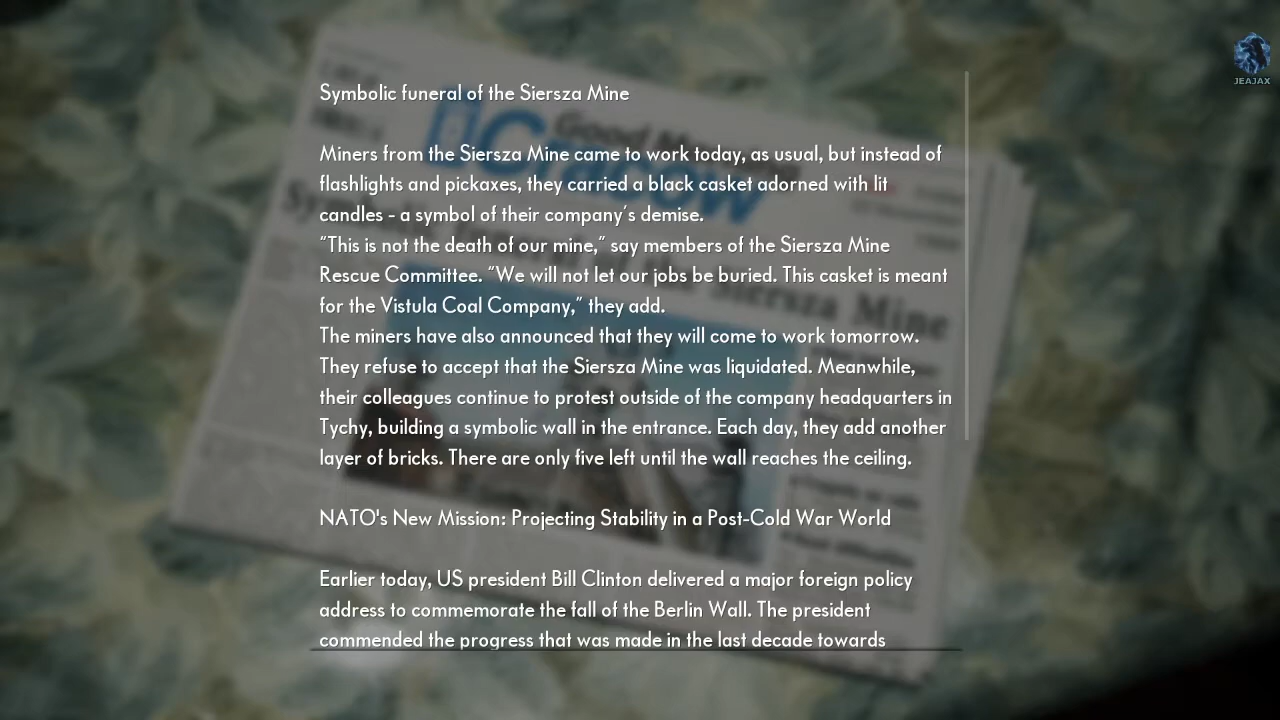 Symbolic funeral of the Siersza Mine
Miners from the Siersza Mine came to work today, as usual, but instead of
flashlights and pickaxes, they carried a black casket adorned with lit
candles - a symbol of their company's demise.
"This is not the death of our mine," say members of the Siersza Mine
Rescue Committee. "We will not let our jobs be buried. This casket is meant
for the Vistula Coal Company," they add.
The miners have also announced that they will come to work tomorrow.
They refuse to accept that the Siersza Mine was liquidated. Meanwhile,
their colleagues continue to protest outside of the company headquarters in
Tychy, building a symbolic wall in the entrance. Each day, they add another
layer of bricks. There are only five left until the wall reaches the ceiling.
NATO's New Mission: Projecting Stability in a Post-Cold War World
Earlier today, US president Bill Clinton delivered a major foreign policy
address to commemorate the fall of the Berlin Wall. The president
commended the progress that was made in the last decade towards
JEAJAX